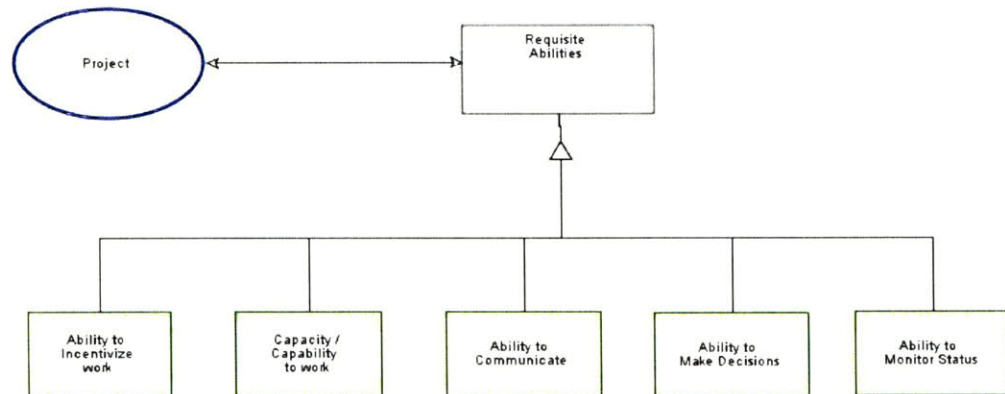 Project
Requisite
Abilities
Ability to
Incentivize
work
Capacity /
Capability
to work
Ability to
Communicate
Ability to
Make Decisions
Ability to
Monitor Status